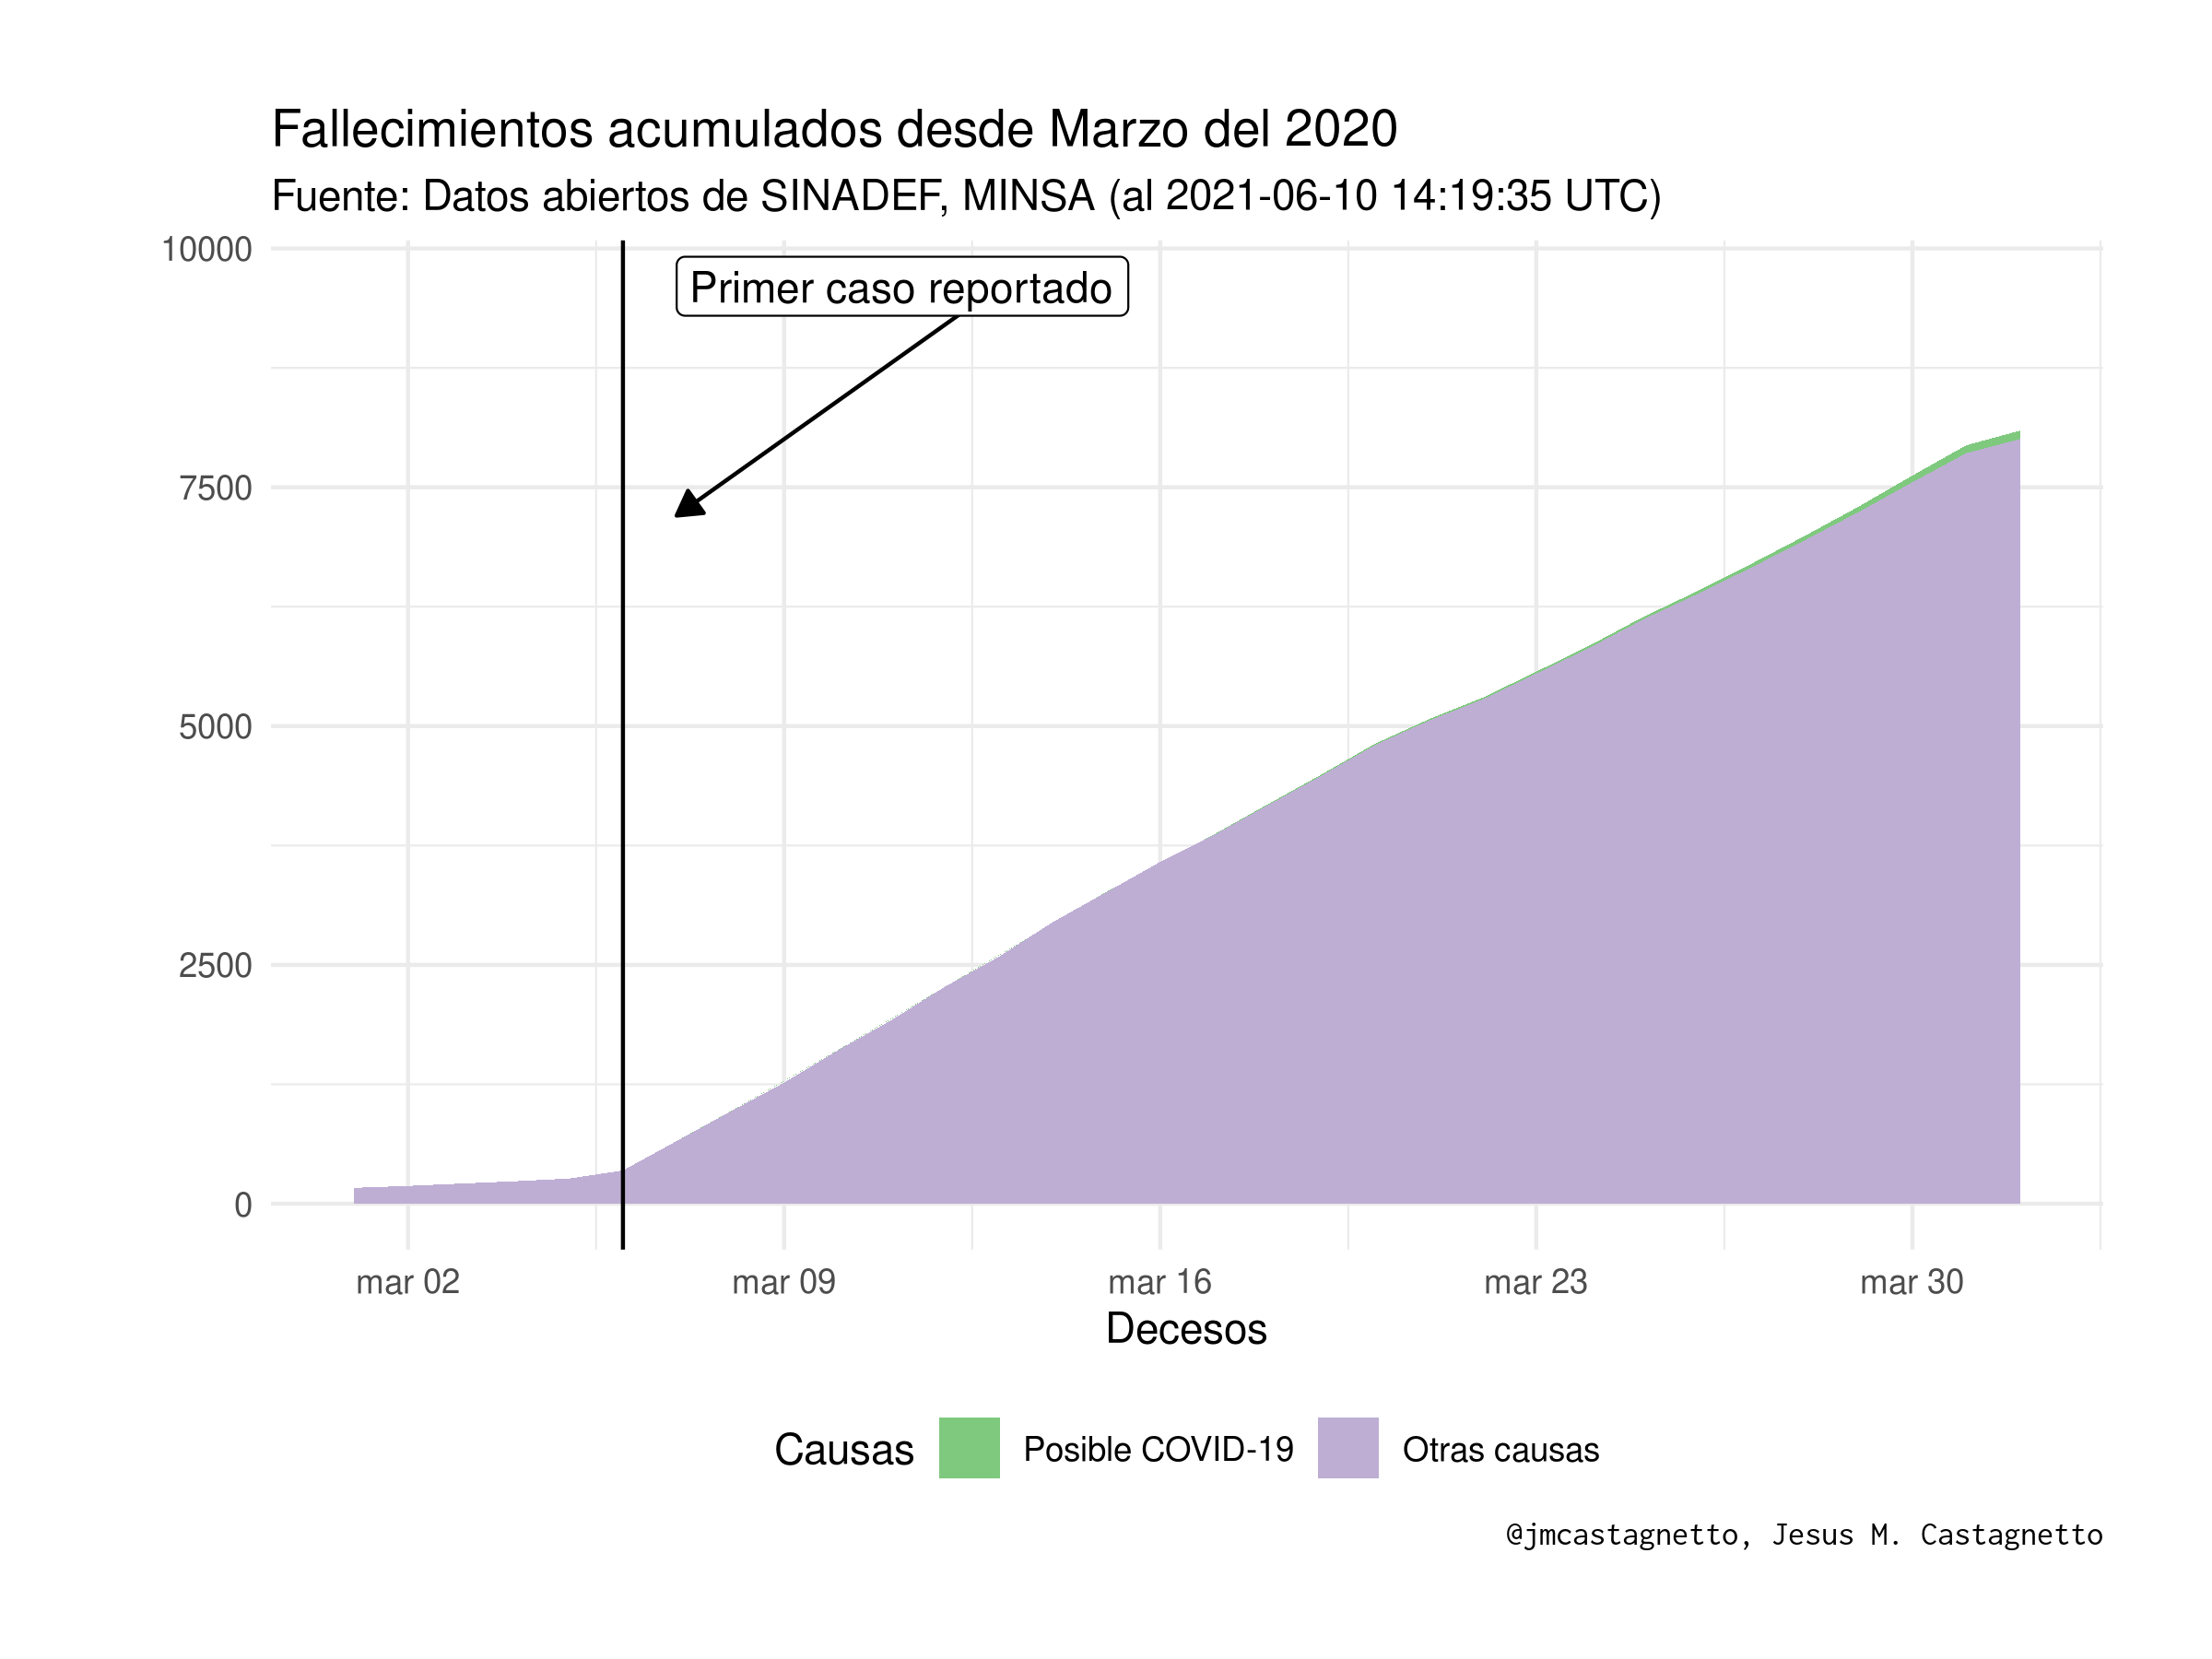 Fallecimientos acumulados desde Marzo del 2020
Fuente: Datos abiertos de SINADEF, MINSA (al 2021-06-10 14:19:35 UTC)
10000
Primer caso reportado
7500
5000
2500
0
mar 02 mar 09 mar 16 mar 23 mar 30
Decesos
Causas Posible COVID-19 Otras causas
@jmcastagnetto, Jesus M. Castagnetto